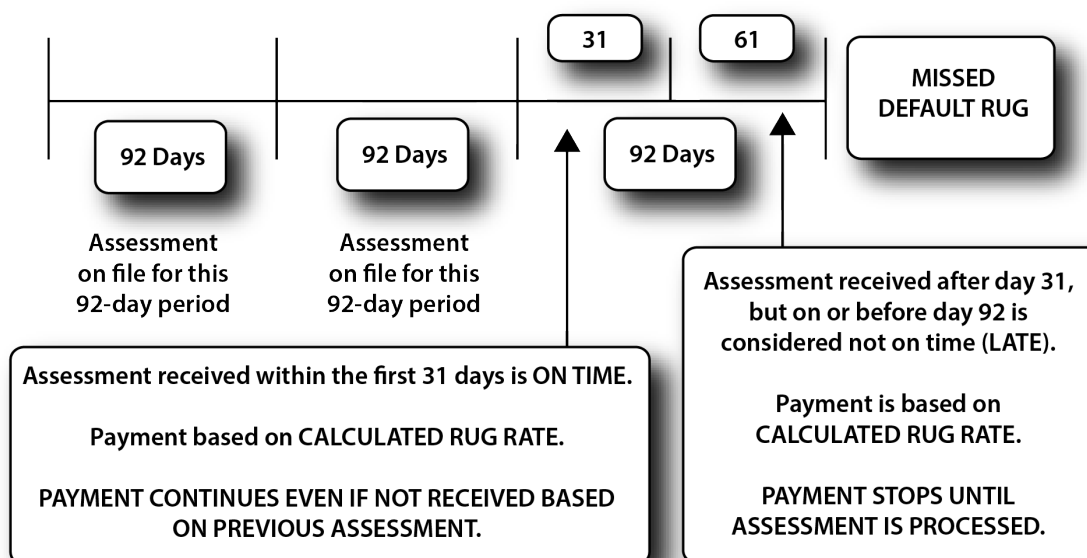 31
61
MISSED
DEFAULT RUG
92 Days
92 Days
92 Days
Assessment
on file for this
92-day period
Assessment
on file for this
92-day period
Assessment received within the first 31 days is ON TIME.
Payment based on CALCULATED RUG RATE.
PAYMENT CONTINUES EVEN IF NOT RECEIVED BASED
ON PREVIOUS ASSESSMENT.
Assessment received after day 31,
but on or before day 92 is
considered not on time (LATE).
Payment is based on
CALCULATED RUG RATE.
PAYMENT STOPS UNTIL
ASSESSMENT IS PROCESSED.